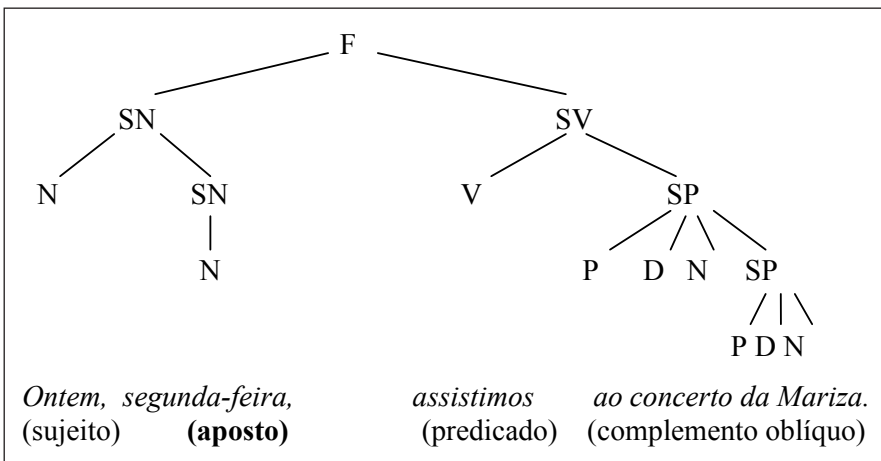 F
SN SV
N SN V SP
N P D N SP
P D N
Ontem, segunda-feira, assistimos ao concerto da Mariza.
(sujeito) (aposto) (predicado) (complemento oblíquo)